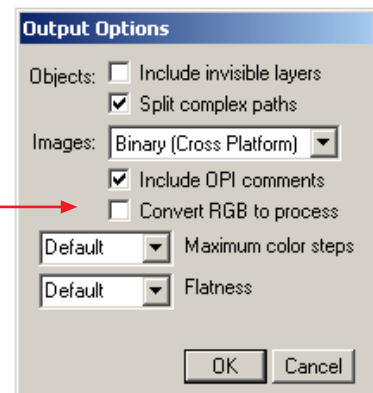 Output Options
Objects: Include invisible layers
Split complex paths
Images: Binary (Cross Platform)
Include OPI comments
Convert RGB to process
Default Maximum color steps
Default Flatness
OK Cancel